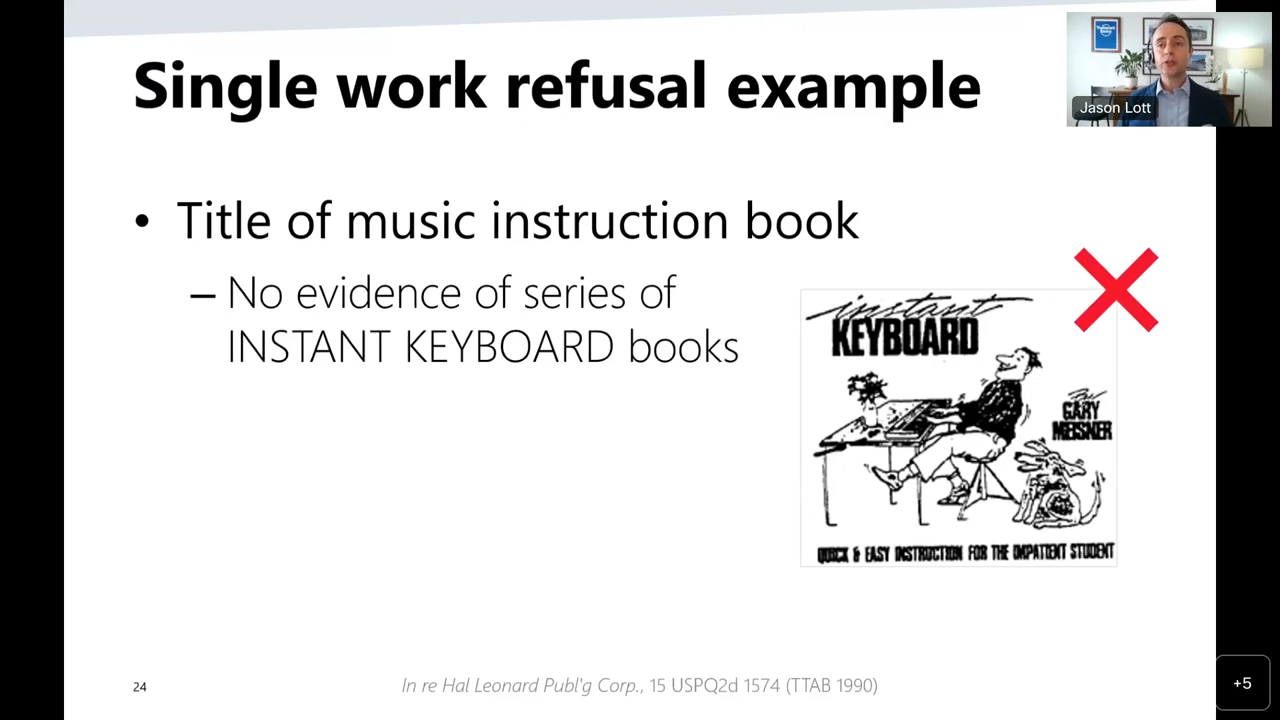 Single work refusal example
Jason Lott
• Title of music instruction book
– No evidence of series of
INSTANT KEYBOARD books
instant
KEYBOARD
by
GARY
MEISNER
QUICK & EASY INSTRUCTION FOR THE IMPATIENT STUDENT
24
In re Hal Leonard Publ'g Corp., 15 USPQ2d 1574 (TTAB 1990)
+5